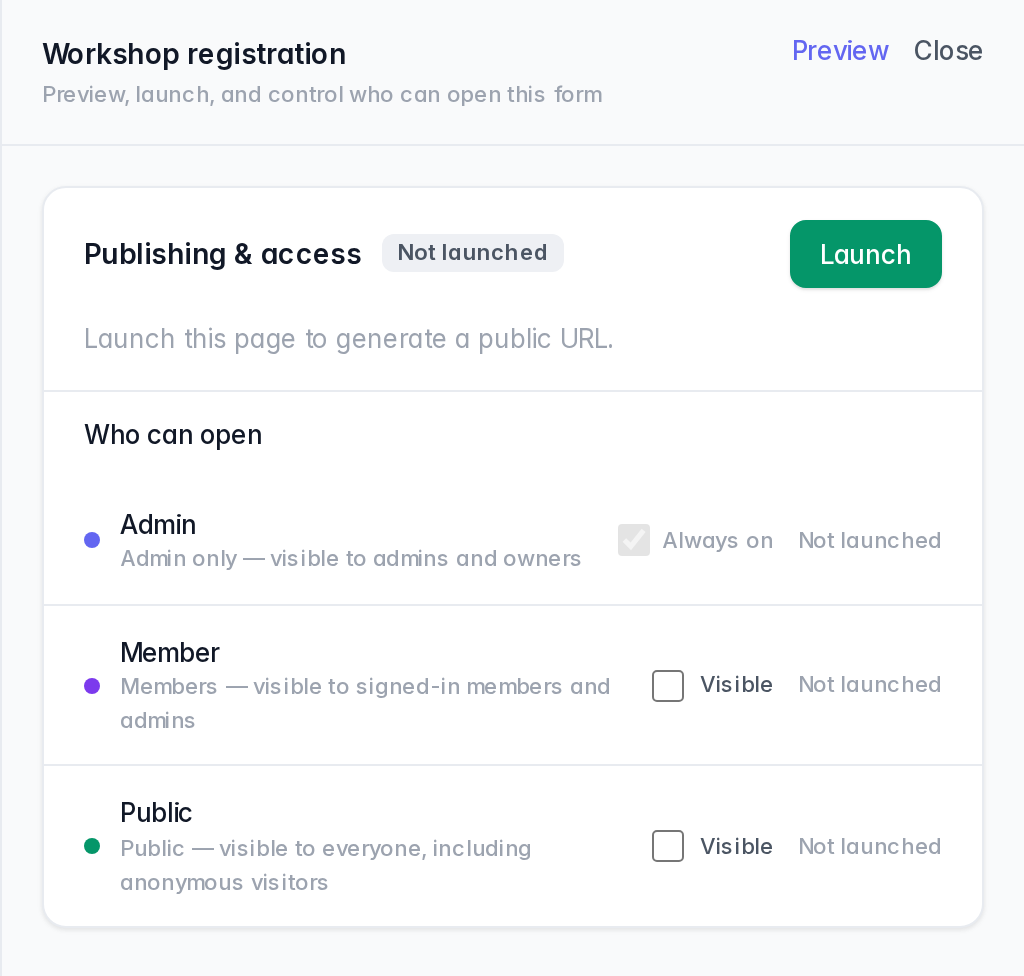 Workshop registration
Preview
Close
Preview, launch, and control who can open this form
Publishing & access
Not launched
Launch
Launch this page to generate a public URL.
Who can open
Admin
Admin only — visible to admins and owners
Always on
Not launched
Member
Members — visible to signed-in members and
admins
Visible
Not launched
Public
Public — visible to everyone, including
anonymous visitors
Visible
Not launched